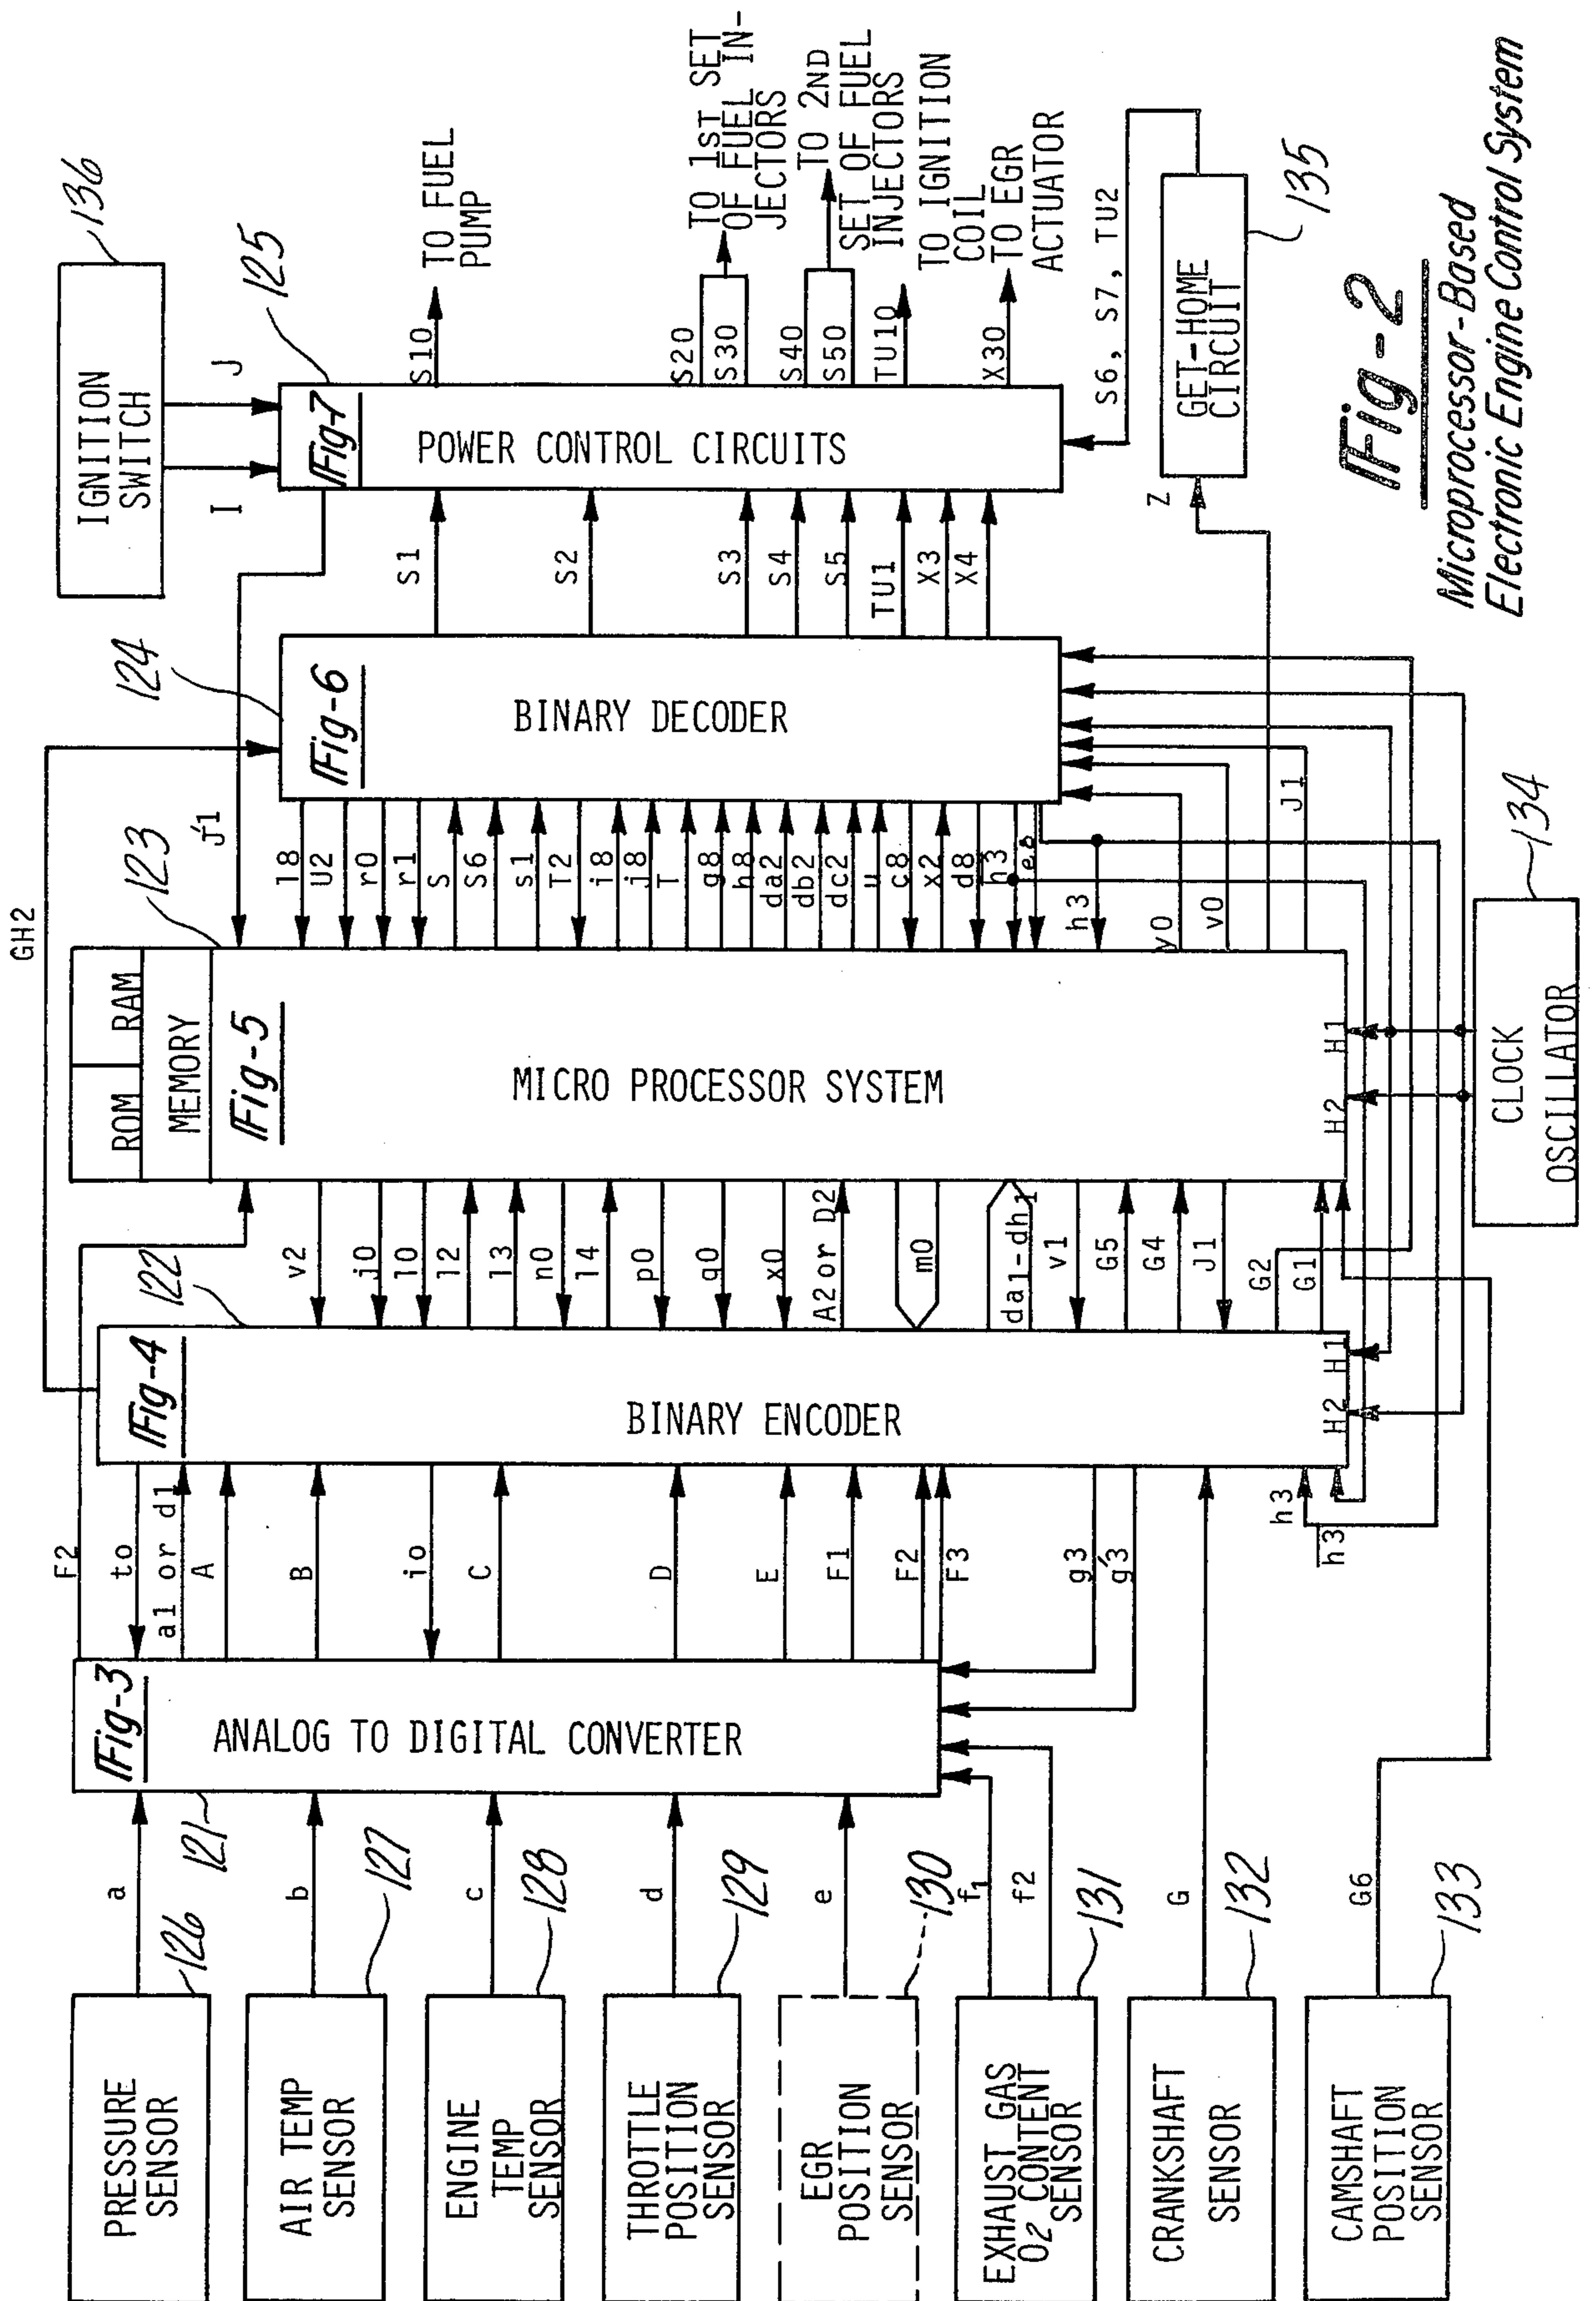 PRESSURE
SENSOR
126
a
AIR TEMP
SENSOR
127
b
ENGINE
TEMP
SENSOR
128
c
THROTTLE
POSITION
SENSOR
129
d
EGR
POSITION
SENSOR
130
e
EXHAUST GAS
O2 CONTENT
SENSOR
131
f1
f2
CRANKSHAFT
SENSOR
132
G
CAMSHAFT
POSITION
SENSOR
133
G6
121
Fig-3
ANALOG TO DIGITAL CONVERTER
F2
to
a1 or d1
A
B
io
C
D
E
F1
F2
F3
g3
g'3
h3
h3
122
Fig-4
BINARY ENCODER
H2
H1
GH2
v2
j0
l0
l2
l3
n0
l4
p0
q0
x0
A2 or D2
m0
da1-dh1
v1
G5
G4
J1
G2
G1
123
ROM
RAM
MEMORY
Fig-5
MICRO PROCESSOR SYSTEM
H2
H1
CLOCK
OSCILLATOR
134
J'1
l8
U2
r0
r1
S
S6
s1
T2
i8
j8
T
g8
h8
da2
db2
dc2
u
c8
x2
d8
h3
e8
h3
y0
v0
J1
124
Fig-6
BINARY DECODER
S1
S2
S3
S4
S5
TU1
X3
X4
Z
IGNITION
SWITCH
136
I
J
125
Fig-7
POWER CONTROL CIRCUITS
S10
TO FUEL
PUMP
S20
S30
TO 1ST SET
OF FUEL IN-
JECTORS
S40
S50
TO 2ND
SET OF FUEL
INJECTORS
TU10
TO IGNITION
COIL
X30
TO EGR
ACTUATOR
S6, S7, TU2
GET-HOME
CIRCUIT
135
Fig-2
Microprocessor-Based
Electronic Engine Control System